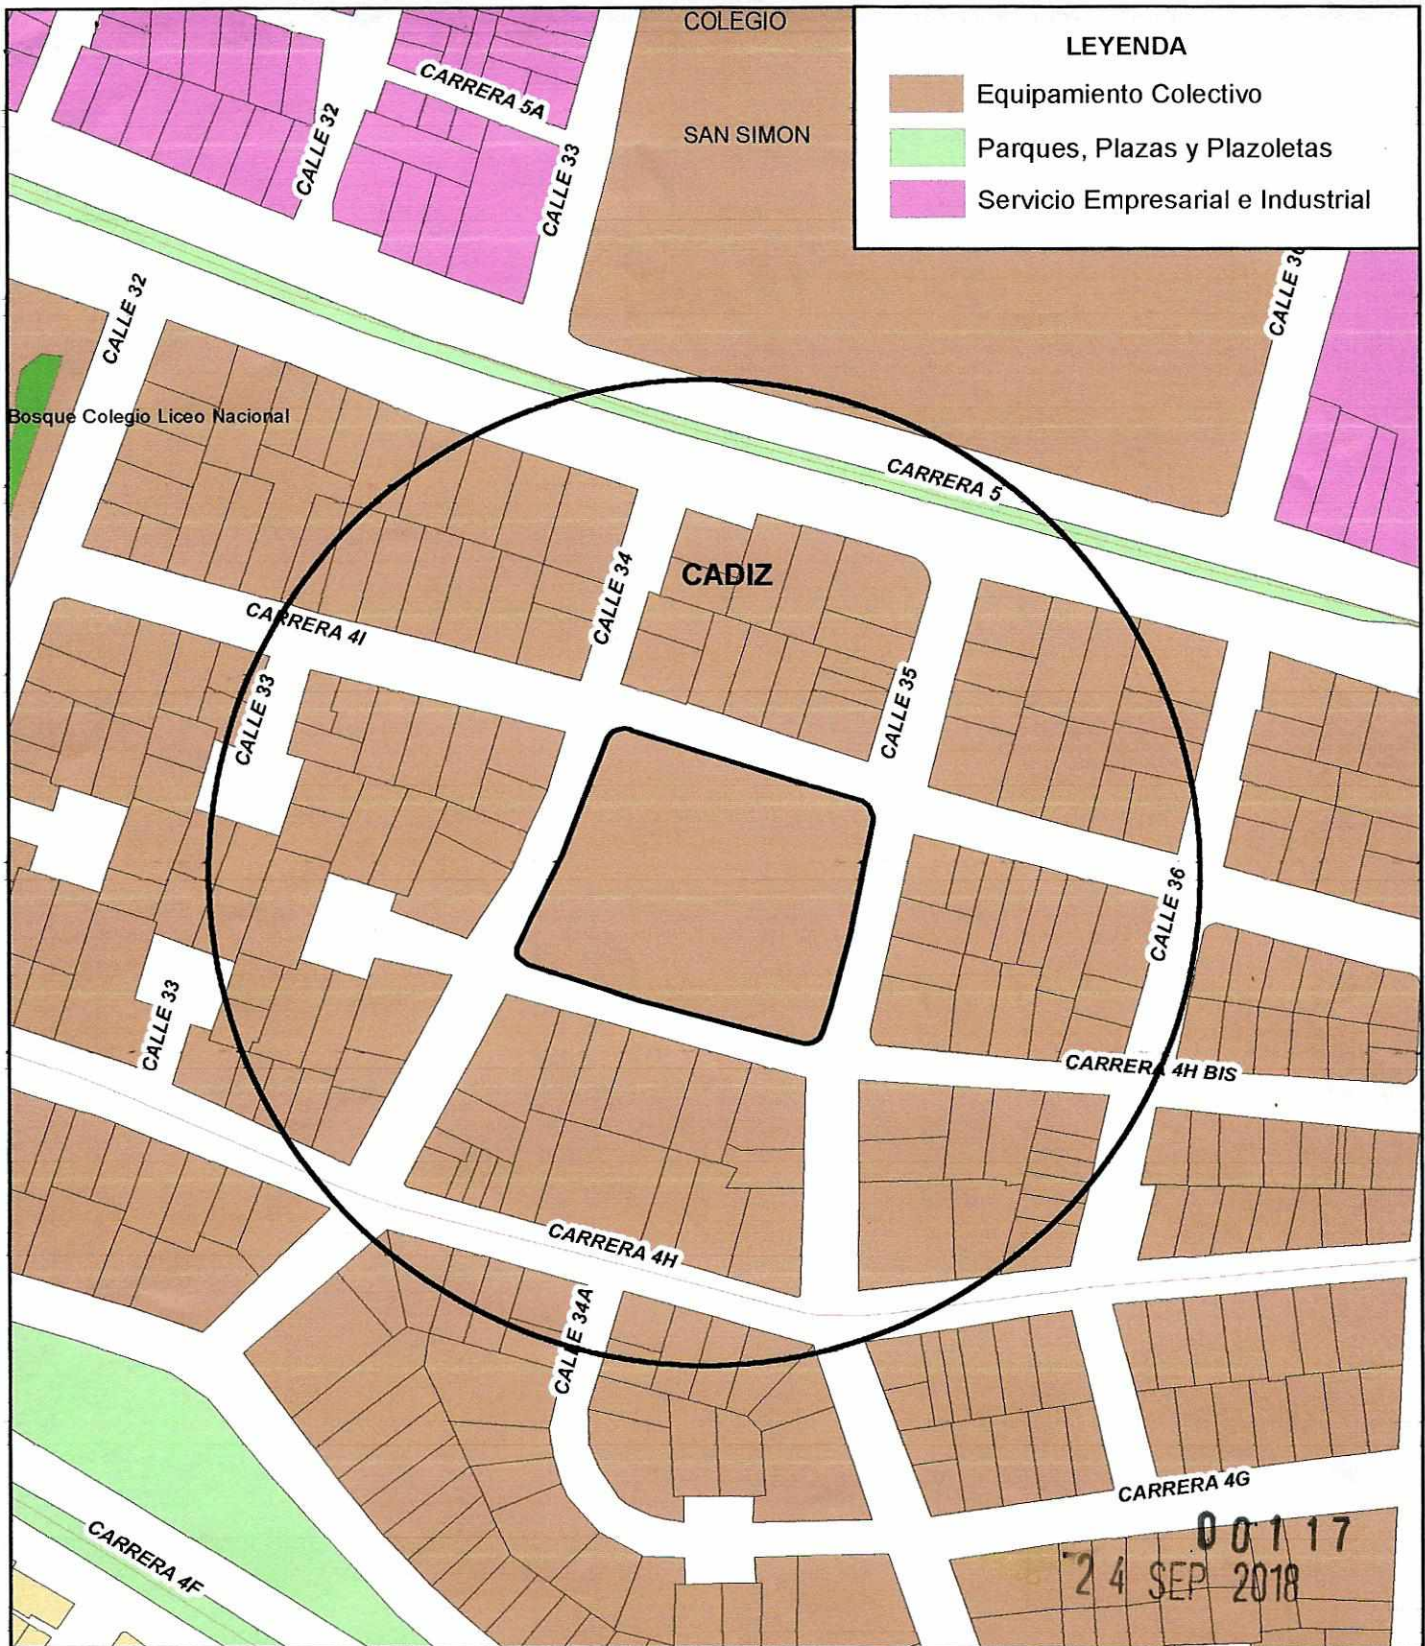 COLEGIO
SAN SIMON
LEYENDA
Equipamiento Colectivo
Parques, Plazas y Plazoletas
Servicio Empresarial e Industrial
CARRERA 5A
CALLE 32
CALLE 33
CALLE 32
Bosque Colegio Liceo Nacional
CARRERA 5
CADIZ
CALLE 34
CARRERA 4I
CALLE 33
CALLE 35
CALLE 36
CALLE 33
CARRERA 4H BIS
CARRERA 4H
CALLE 34A
CARRERA 4G
CARRERA 4F
00117
24 SEP 2018